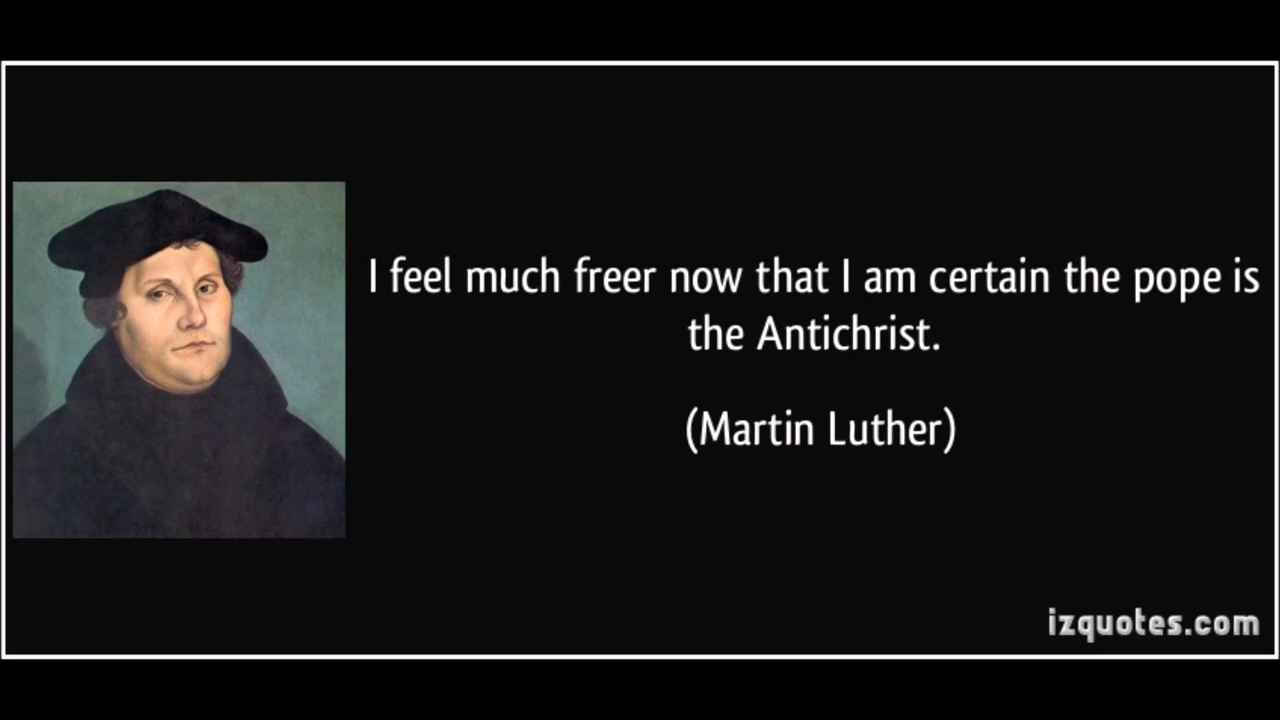 I feel much freer now that I am certain the pope is
the Antichrist.
(Martin Luther)
izquotes.com